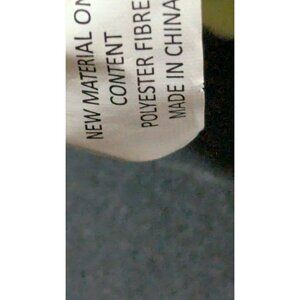 NEW MATERIAL ON
CONTENT
POLYESTER FIBRE
MADE IN CHINA